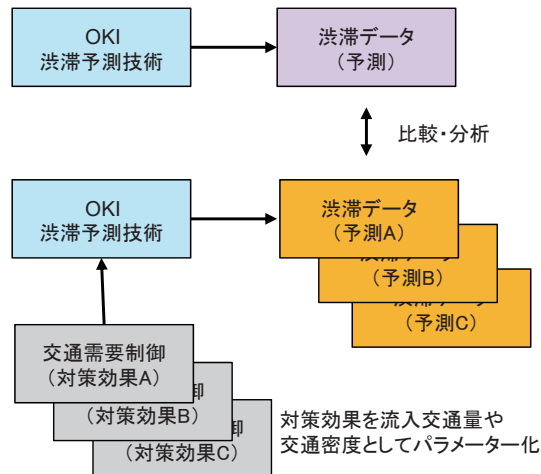 OKI
渋滞予測技術
渋滞データ
（予測）
比較・分析
OKI
渋滞予測技術
渋滞データ
（予測A）
（予測B）
（予測C）
交通需要制御
（対策効果A）
御
（対策効果B）
御
（対策効果C）
対策効果を流入交通量や
交通密度としてパラメーター化